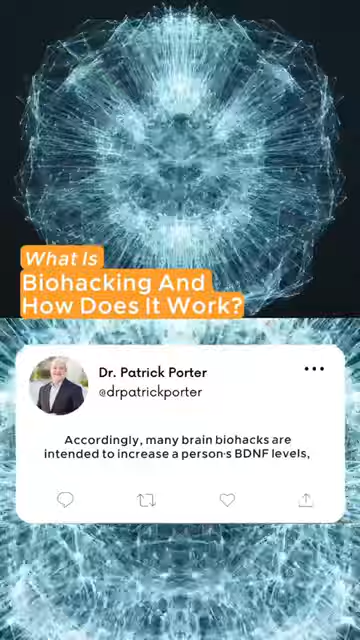 What Is
Biohacking And
How Does It Work?
Dr. Patrick Porter
@drpatrickporter
Accordingly, many brain biohacks are
intended to increase a person's BDNF levels,